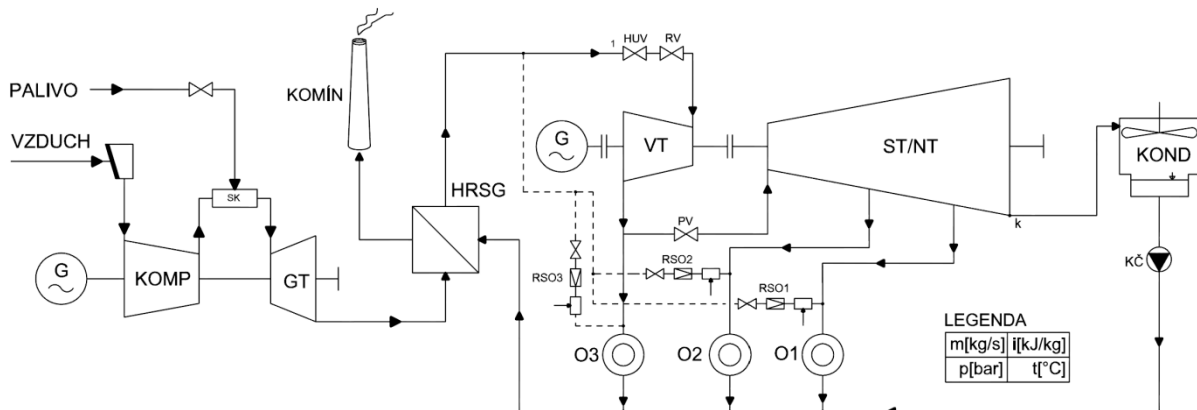 PALIVO
VZDUCH
KOMÍN
SK
G
KOMP
GT
HRSG
1
HUV
RV
G
VT
ST/NT
PV
k
KOND
KČ
RSO3
RSO2
RSO1
O3
O2
O1
LEGENDA
m[kg/s] i[kJ/kg]
p[bar] t[°C]